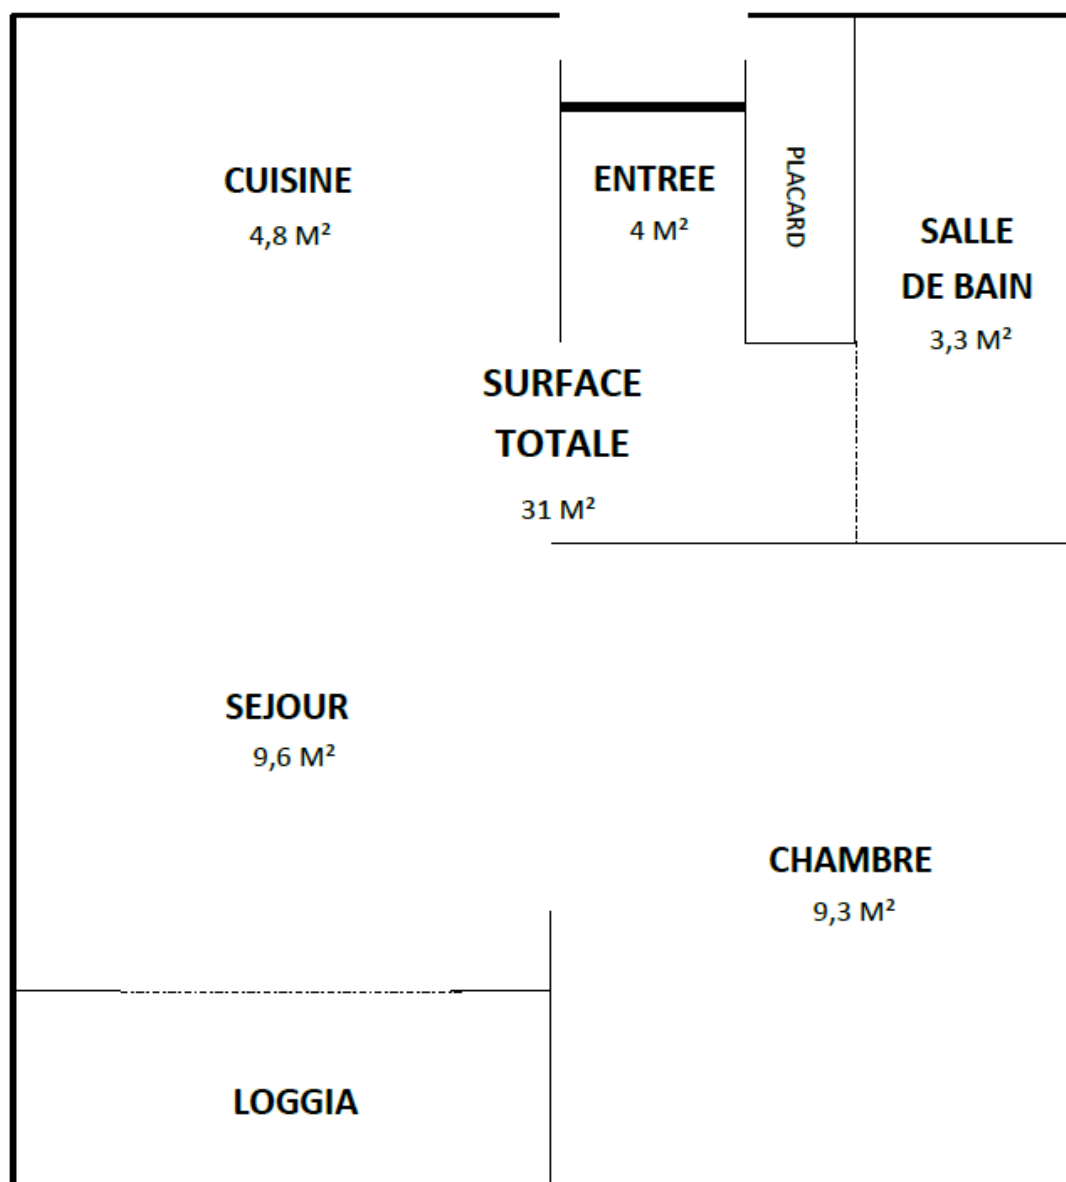 CUISINE
4,8 M²
ENTREE
4 M²
PLACARD
SALLE
DE BAIN
3,3 M²
SURFACE
TOTALE
31 M²
SEJOUR
9,6 M²
CHAMBRE
9,3 M²
LOGGIA